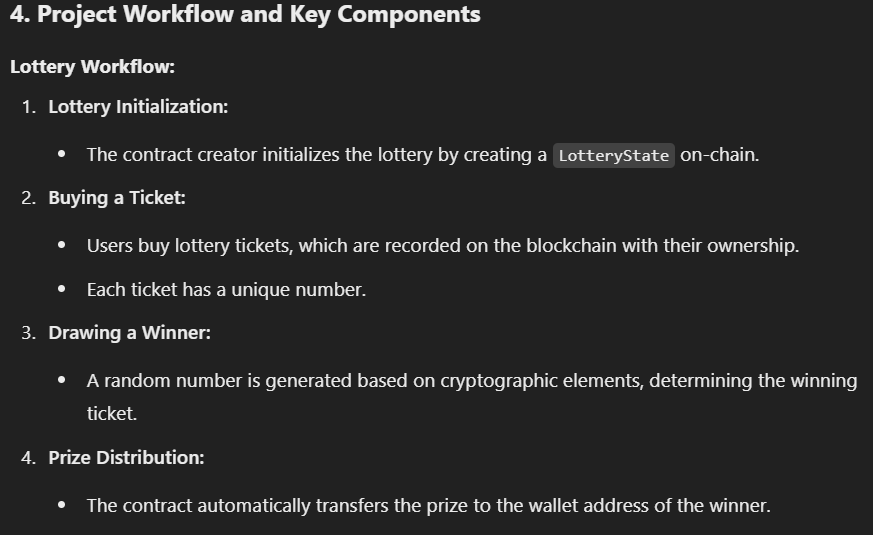 4. Project Workflow and Key Components
Lottery Workflow:
1. Lottery Initialization:
• The contract creator initializes the lottery by creating a LotteryState on-chain.
2. Buying a Ticket:
• Users buy lottery tickets, which are recorded on the blockchain with their ownership.
• Each ticket has a unique number.
3. Drawing a Winner:
• A random number is generated based on cryptographic elements, determining the winning
ticket.
4. Prize Distribution:
• The contract automatically transfers the prize to the wallet address of the winner.